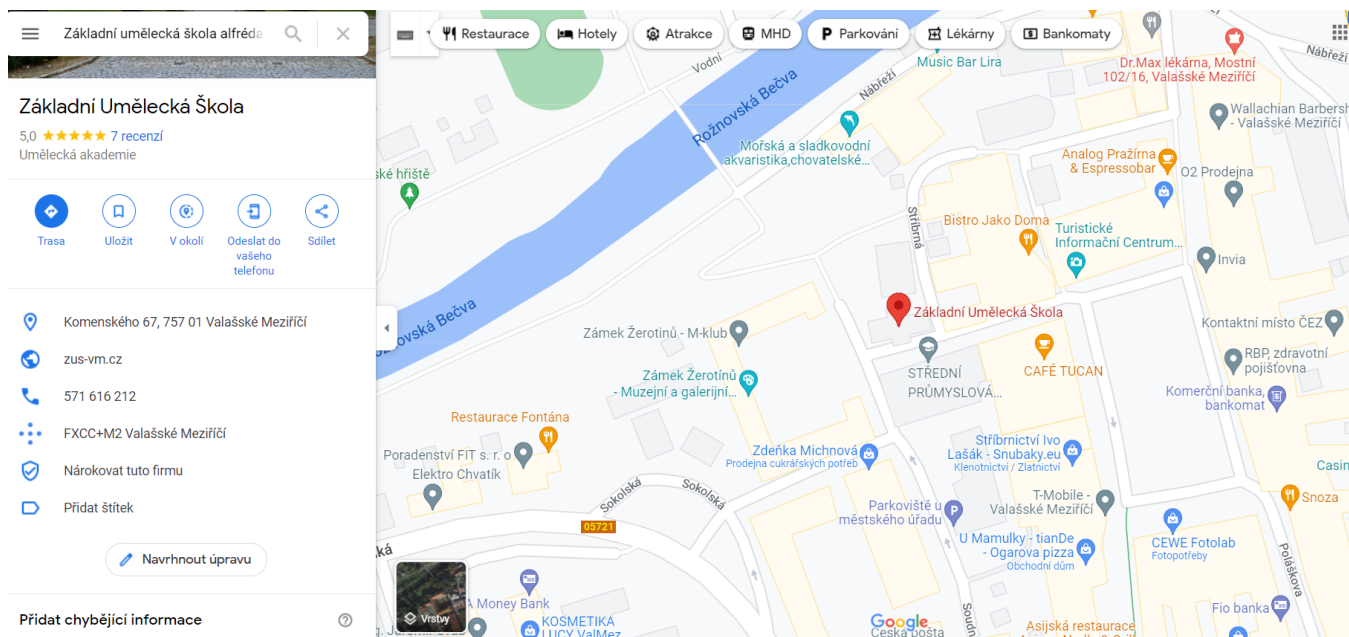 Základní umělecká škola alfréda
Základní Umělecká Škola
5,0 7 recenzí
Umělecká akademie
Trasa
Uložit
V okolí
Odeslat do
vašeho
telefonu
Sdílet
Komenského 67, 757 01 Valašské Meziříčí
zus-vm.cz
571 616 212
FXCC+M2 Valašské Meziříčí
Nárokovat tuto firmu
Přidat štítek
Navrhnout úpravu
Přidat chybějící informace
Restaurace
Hotely
Atrakce
MHD
Parkování
Lékárny
Bankomaty
Vodní
Music Bar Lira
Nábřeží
Dr.Max lékárna, Mostní
102/16, Valašské Meziříčí
Nábřeží
Rožnovská Bečva
Wallachian Barbersh
- Valašské Meziříčí
Mořská a sladkovodní
akvaristika,chovatelské...
ské hřiště
Analog Pražírna
& Espressobar
O2 Prodejna
Stříbrná
Bistro Jako Doma
Turistické
Informační Centrum...
Invia
Rožnovská Bečva
Základní Umělecká Škola
Zámek Žerotínů - M-klub
Kontaktní místo ČEZ
STŘEDNÍ
PRŮMYSLOVÁ...
CAFÉ TUCAN
RBP, zdravotní
pojišťovna
Zámek Žerotínů
- Muzejní a galerijní...
Komerční banka,
bankomat
Restaurace Fontána
Poradenství FIT s. r. o
Elektro Chvatík
Zdeňka Michnová
Prodejna cukrářských potřeb
Stříbrnictví Ivo
Lašák - Snubaky.eu
Klenotnictví / Zlatnictví
Casin
Sokolská
Sokolská
Parkoviště u
městského úřadu
T-Mobile -
Valašské Meziříčí
Snoza
05721
U Mamulky - tianDe
- Ogarova pizza
Obchodní dům
CEWE Fotolab
Fotopotřeby
Poláškova
ká
Vrstvy
A Money Bank
KOSMETIKA
LUCY ValMez
Google
Česká pošta
Soudn
Asijská restaurace
Fio banka